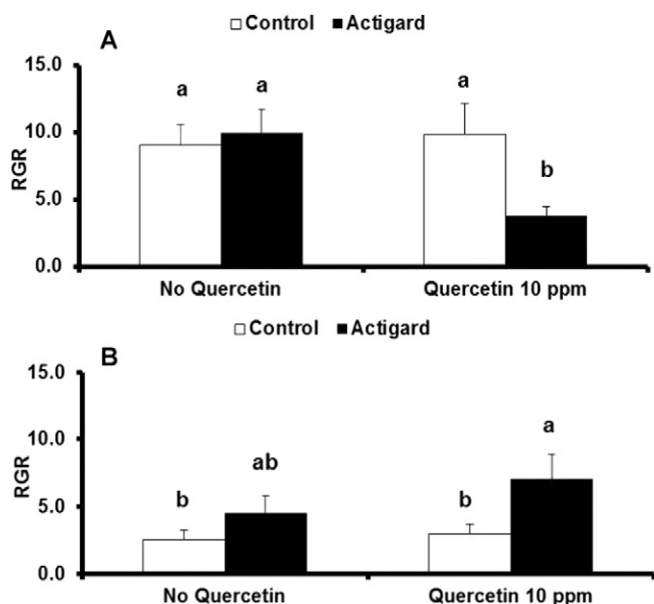 Control Actigard
A
15.0
a a a
10.0
RGR
b
5.0
0.0
No Quercetin Quercetin 10 ppm
Control Actigard
B
15.0
a
10.0
RGR
ab
b b
5.0
0.0
No Quercetin Quercetin 10 ppm